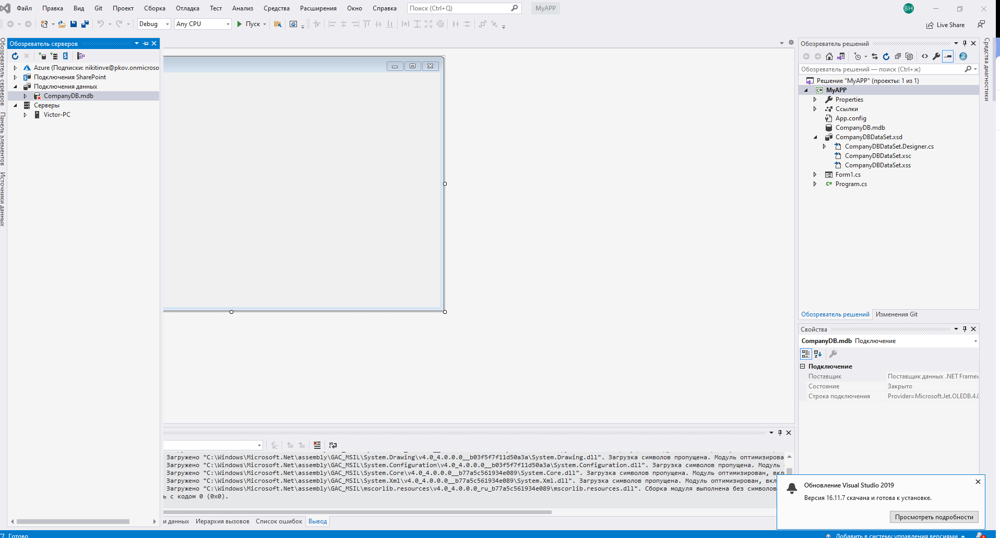 Файл Правка Вид Git Проект Сборка Отладка Тест Анализ Средства Расширения Окно Справка Поиск (Ctrl+Q) MyAPP ВН
Debug Any CPU Пуск Live Share
Обозреватель серверов
Панель элементов
Источники данных
Обозреватель серверов
Azure (Подписки: nikitinve@pkov.onmicroso
Подключения SharePoint
Подключения данных
CompanyDB.mdb
Серверы
Victor-PC
Обозреватель решений
Обозреватель решений — поиск (Ctrl+ж)
Решение "MyAPP" (проекты: 1 из 1)
MyAPP
Properties
Ссылки
App.config
CompanyDB.mdb
CompanyDBDataSet.xsd
CompanyDBDataSet.Designer.cs
CompanyDBDataSet.xsc
CompanyDBDataSet.xss
Form1.cs
Program.cs
Обозреватель решений Изменения Git
Средства диагностики
Свойства
CompanyDB.mdb Подключение
Подключение
Поставщик Поставщик данных .NET Framew
Состояние Закрыто
Строка подключения Provider=Microsoft.Jet.OLEDB.4.0
Загружено "C:\Windows\Microsoft.Net\assembly\GAC_MSIL\System.Drawing\v4.0_4.0.0.0__b03f5f7f11d50a3a\System.Drawing.dll". Загрузка символов пропущена. Модуль оптимизирова
Загружено "C:\Windows\Microsoft.Net\assembly\GAC_MSIL\System.Configuration\v4.0_4.0.0.0__b03f5f7f11d50a3a\System.Configuration.dll". Загрузка символов пропущена. Модуль
Загружено "C:\Windows\Microsoft.Net\assembly\GAC_MSIL\System.Core\v4.0_4.0.0.0__b77a5c561934e089\System.Core.dll". Загрузка символов пропущена. Модуль оптимизирован, вкл
Загружено "C:\Windows\Microsoft.Net\assembly\GAC_MSIL\System.Xml\v4.0_4.0.0.0__b77a5c561934e089\System.Xml.dll". Загрузка символов пропущена. Модуль оптимизирован, вкл
Загружено "C:\Windows\Microsoft.Net\assembly\GAC_MSIL\mscorlib.resources\v4.0_4.0.0.0_ru_b77a5c561934e089\mscorlib.resources.dll". Сборка модуля выполнена без символов
ь с кодом 0 (0x0).
и данных Иерархия вызовов Список ошибок Вывод
Обновление Visual Studio 2019
Версия 16.11.7 скачана и готова к установке.
Просмотреть подробности
Готово Добавить в систему управления версиями 2